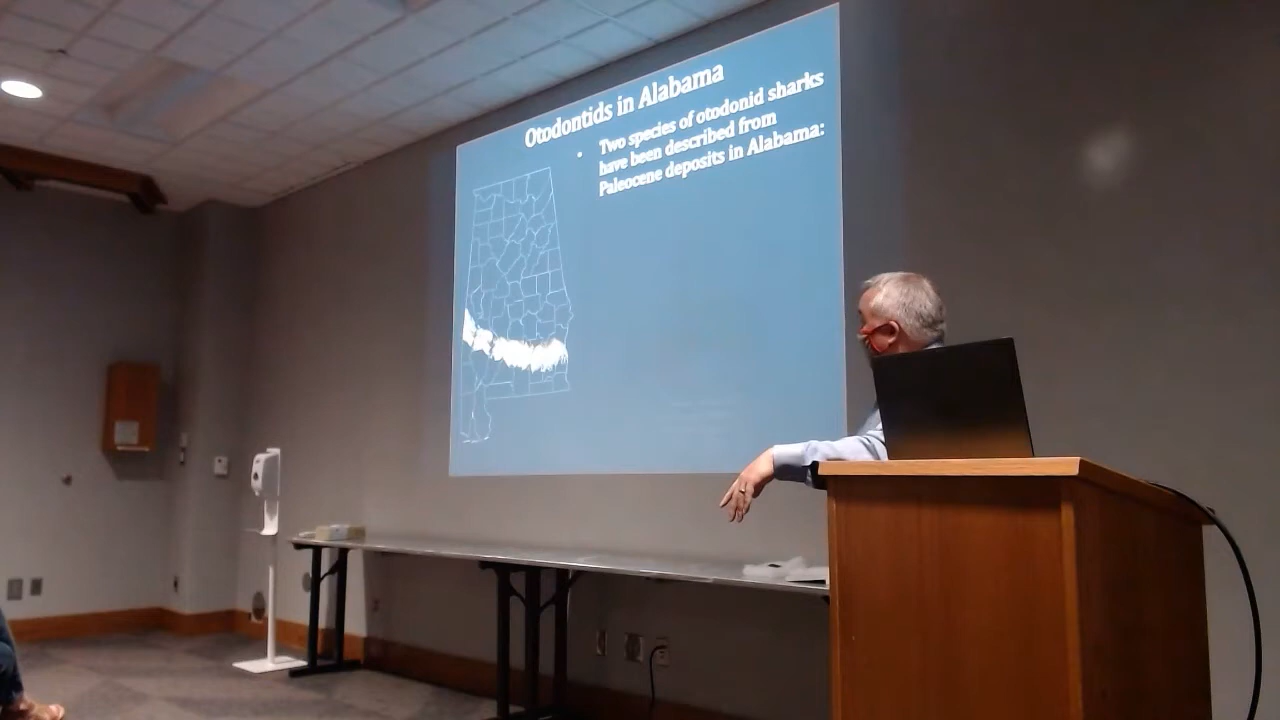 Otodontids in Alabama
• Two species of otodonid sharks
have been described from
Paleocene deposits in Alabama: